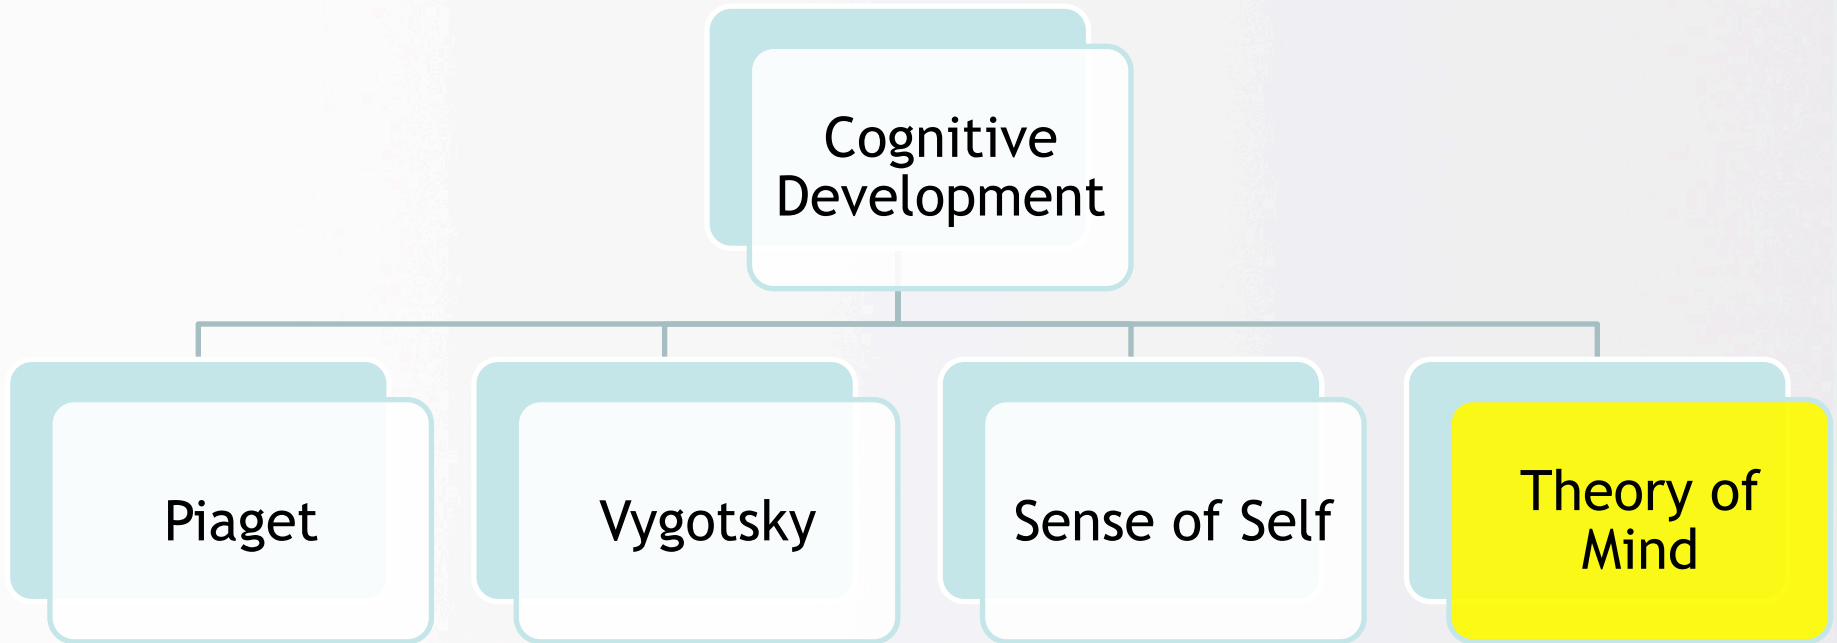 Cognitive
Development
Piaget
Vygotsky
Sense of Self
Theory of
Mind